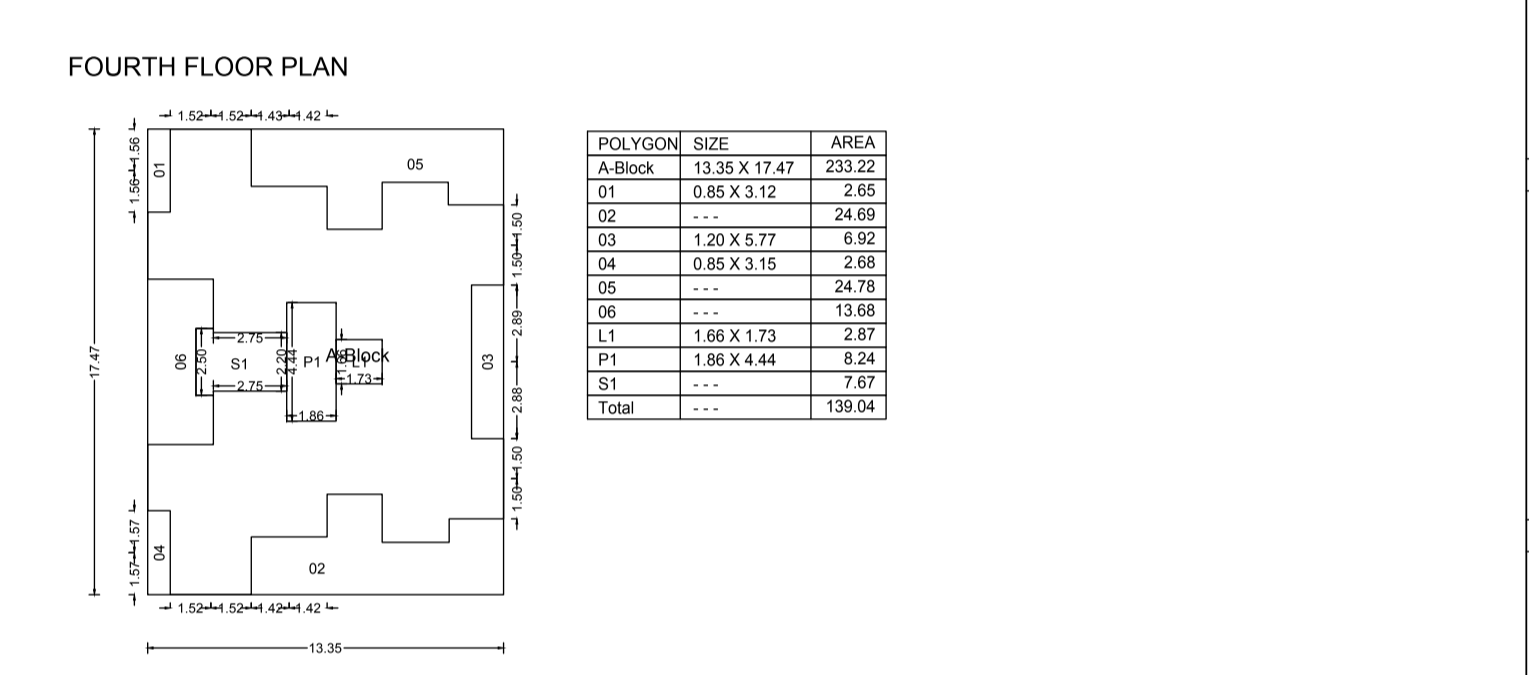 FOURTH FLOOR PLAN
1.52 1.52 1.43 1.42
1.56 1.56
01
05
1.50 1.50
17.47
2.75
2.50
06
S1
2.20
4.44
P1
A-Block
1.66
L1
1.73
2.75
1.86
2.89
03
2.88
1.50 1.50
1.57 1.57
04
02
1.52 1.52 1.42 1.42
13.35
POLYGON SIZE AREA
A-Block 13.35 X 17.47 233.22
01 0.85 X 3.12 2.65
02 - - - 24.69
03 1.20 X 5.77 6.92
04 0.85 X 3.15 2.68
05 - - - 24.78
06 - - - 13.68
L1 1.66 X 1.73 2.87
P1 1.86 X 4.44 8.24
S1 - - - 7.67
Total - - - 139.04